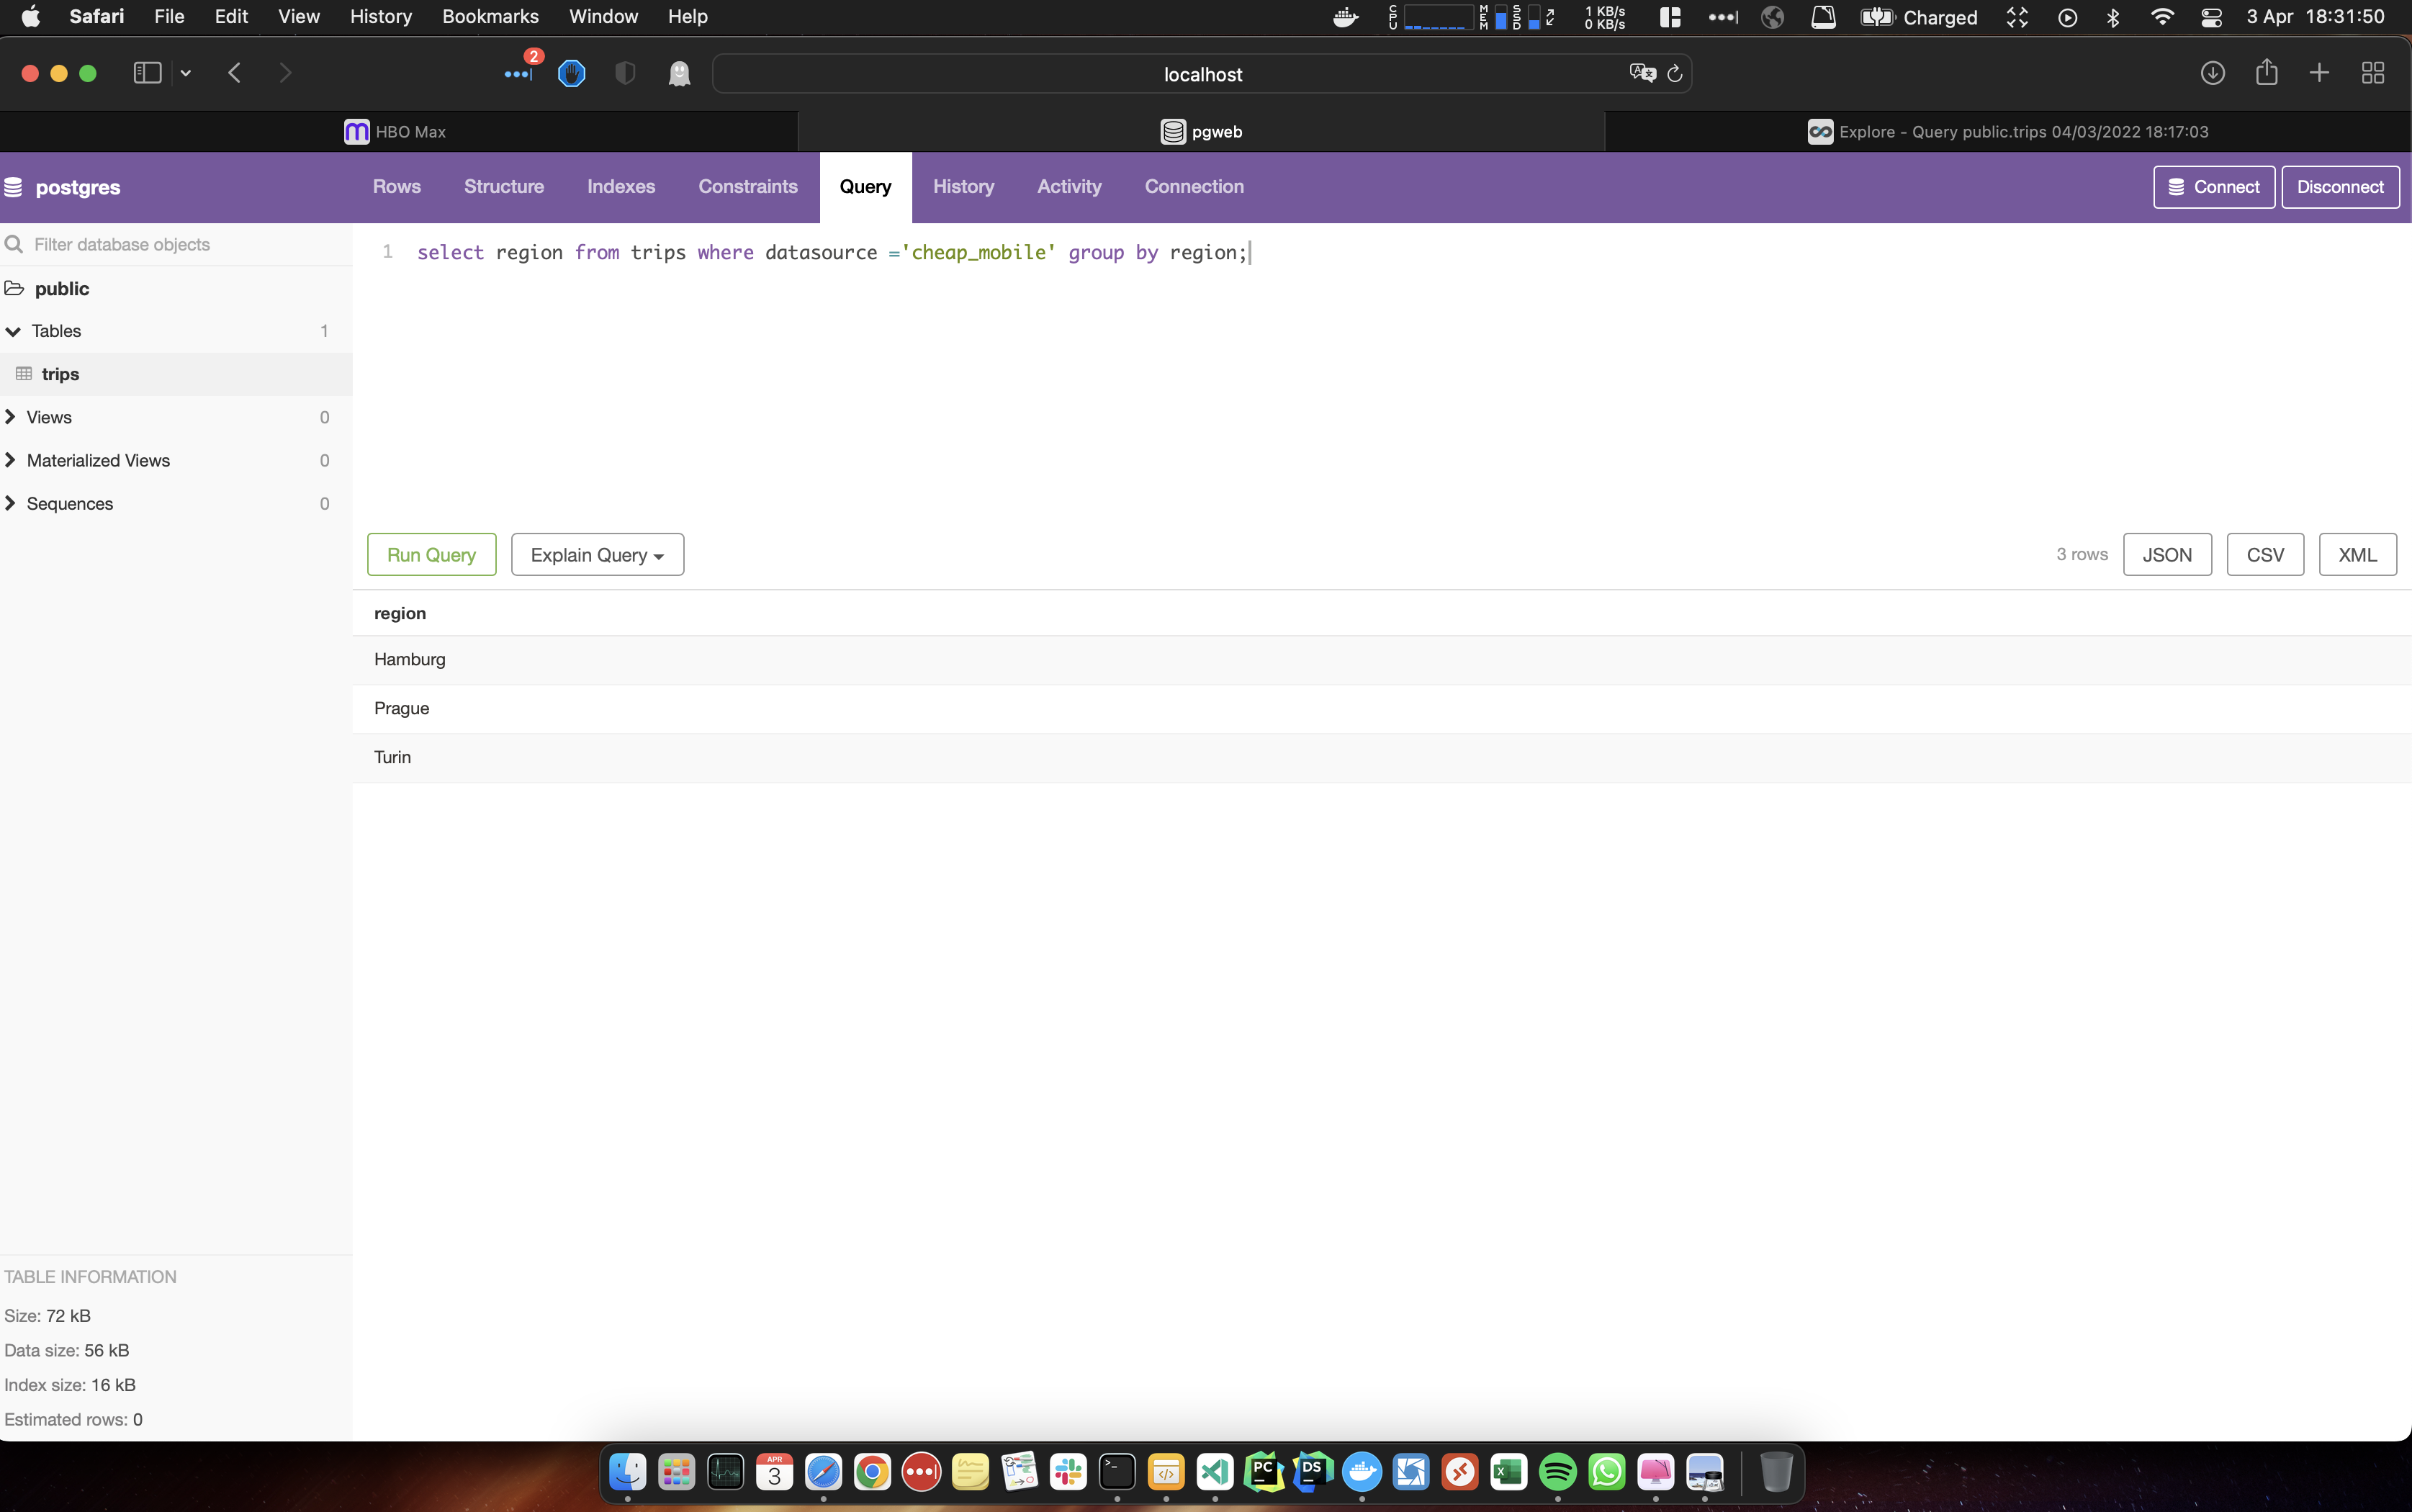 Safari File Edit View History Bookmarks Window Help CPU MEM SSD 1 KB/s 0 KB/s Charged 3 Apr 18:31:50
2 localhost
HBO Max pgweb Explore - Query public.trips 04/03/2022 18:17:03
postgres Rows Structure Indexes Constraints Query History Activity Connection Connect Disconnect
Filter database objects
1 select region from trips where datasource ='cheap_mobile' group by region;
public
Tables 1
trips
Views 0
Materialized Views 0
Sequences 0
Run Query Explain Query 3 rows JSON CSV XML
region
Hamburg
Prague
Turin
TABLE INFORMATION
Size: 72 kB
Data size: 56 kB
Index size: 16 kB
Estimated rows: 0
APR
3
PC
DS